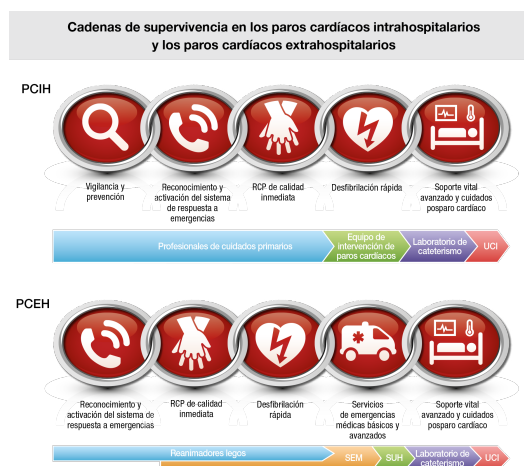 Cadenas de supervivencia en los paros cardíacos intrahospitalarios
y los paros cardíacos extrahospitalarios
PCIH
Vigilancia y
prevención
Reconocimiento y
activación del sistema
de respuesta a
emergencias
RCP de calidad
inmediata
Desfibrilación rápida
Soporte vital
avanzado y cuidados
posparo cardíaco
Profesionales de cuidados primarios
Equipo de
intervención de
paros cardíacos
Laboratorio de
cateterismo
UCI
PCEH
Reconocimiento y
activación del sistema de
respuesta a emergencias
RCP de calidad
inmediata
Desfibrilación
rápida
Servicios
de emergencias
médicas básicos y
avanzados
Soporte vital
avanzado y cuidados
posparo cardíaco
Reanimadores legos
SEM
SUH
Laboratorio de
cateterismo
UCI